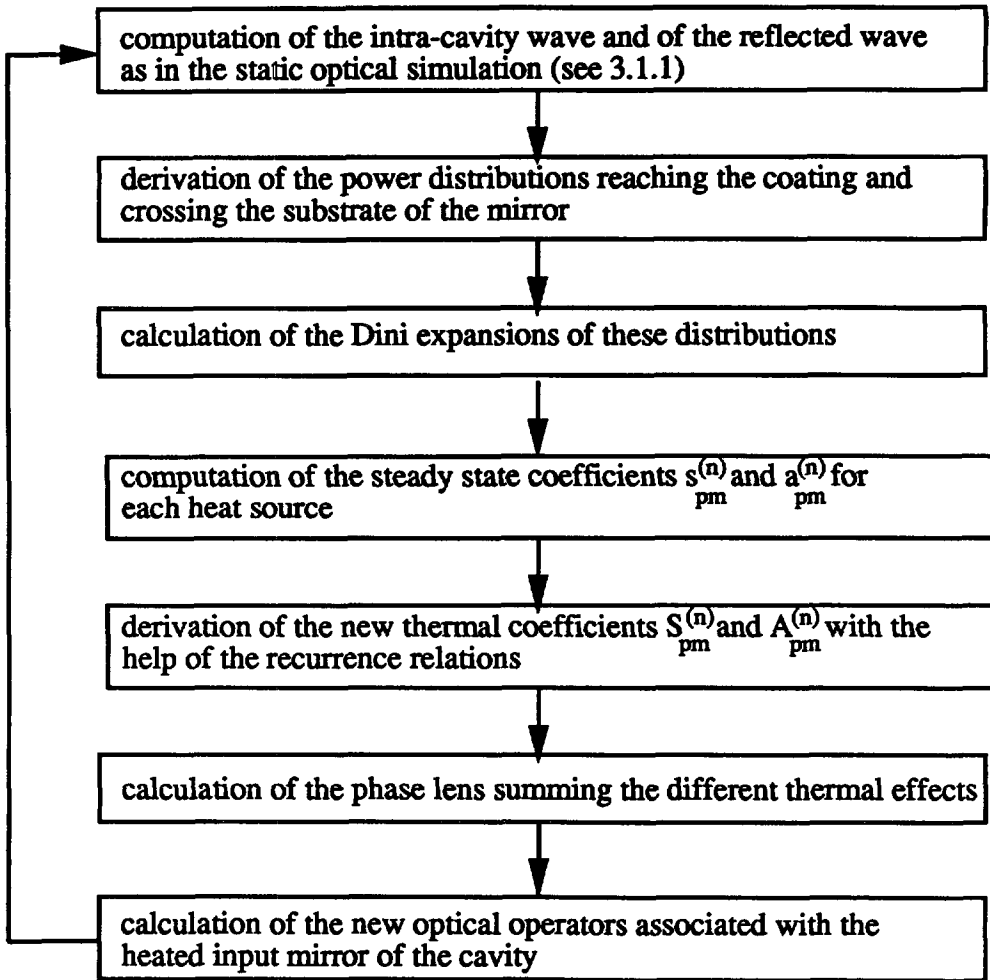 computation of the intra-cavity wave and of the reflected wave
as in the static optical simulation (see 3.1.1)
derivation of the power distributions reaching the coating and
crossing the substrate of the mirror
calculation of the Dini expansions of these distributions
computation of the steady state coefficients s_pm^(n) and a_pm^(n) for
each heat source
derivation of the new thermal coefficients S_pm^(n) and A_pm^(n) with the
help of the recurrence relations
calculation of the phase lens summing the different thermal effects
calculation of the new optical operators associated with the
heated input mirror of the cavity